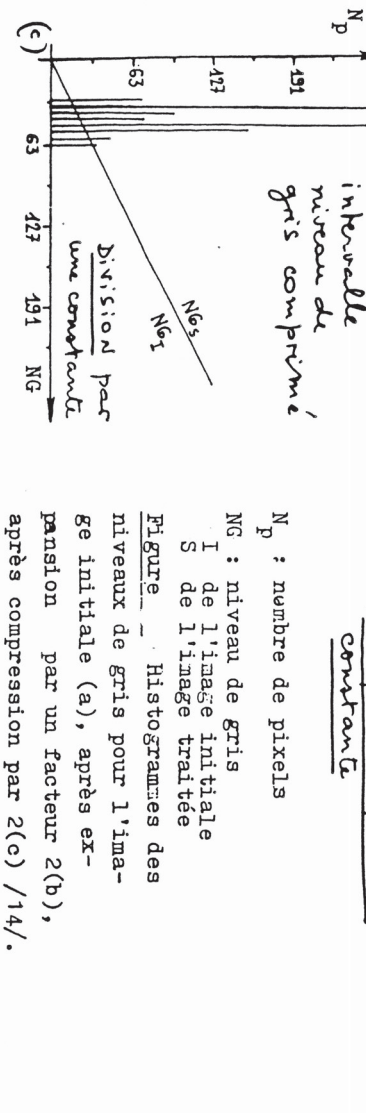 Np
191
127
63
(c)
63
127
191
NG
intervalle
niveau de
gris comprimé
NGs
NGI
Division par
une constante
constante
Np : nombre de pixels
NG : niveau de gris
I de l'image initiale
S de l'image traitée
Figure _ Histogrammes des
niveaux de gris pour l'ima-
ge initiale (a), après ex-
pansion par un facteur 2(b),
après compression par 2(c) /14/.